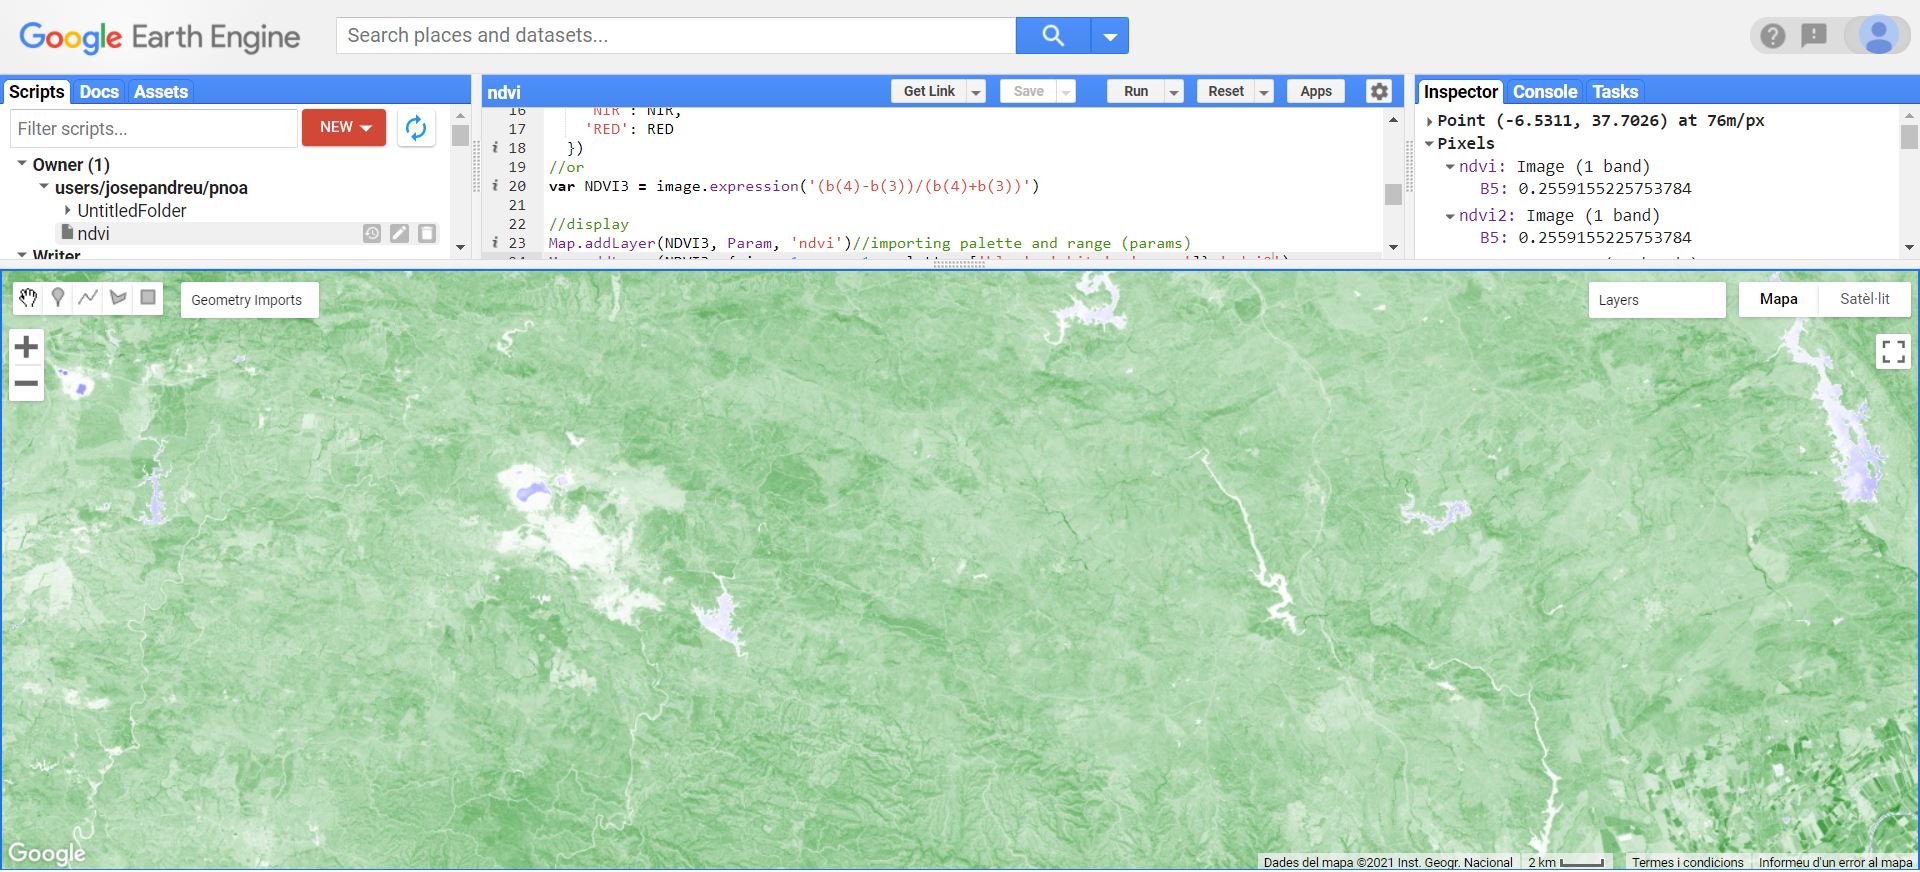 Google Earth Engine
Search places and datasets...
Scripts Docs Assets
Filter scripts...
NEW
Owner (1)
users/josepandreu/pnoa
UntitledFolder
ndvi
Writer
ndvi
Get Link
Save
Run
Reset
Apps
16 'NIR': NIR,
17 'RED': RED
i 18 })
19 //or
i 20 var NDVI3 = image.expression('(b(4)-b(3))/(b(4)+b(3))')
21
22 //display
i 23 Map.addLayer(NDVI3, Param, 'ndvi')//importing palette and range (params)
Inspector Console Tasks
Point (-6.5311, 37.7026) at 76m/px
Pixels
ndvi: Image (1 band)
B5: 0.2559155225753784
ndvi2: Image (1 band)
B5: 0.2559155225753784
Geometry Imports
Layers
Mapa
Satèl·lit
Google
Dades del mapa ©2021 Inst. Geogr. Nacional
2 km
Termes i condicions
Informeu d'un error al mapa